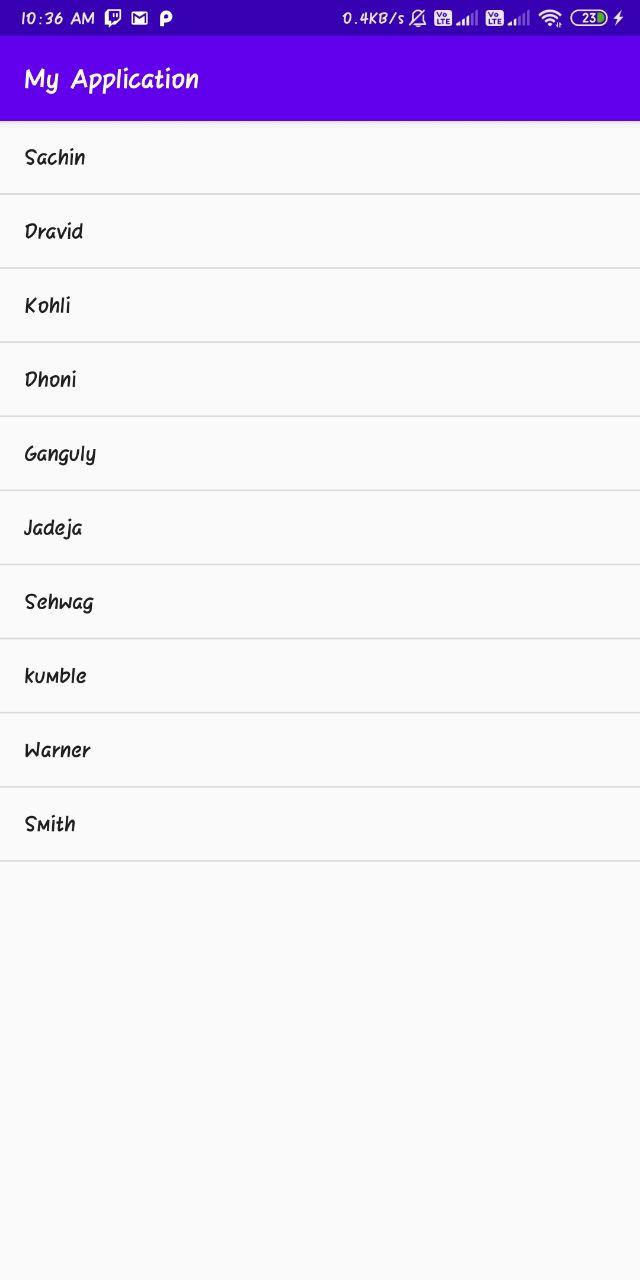 10:36 AM 0.4KB/s Vo LTE Vo LTE 23
My Application
Sachin
Dravid
Kohli
Dhoni
Ganguly
Jadeja
Sehwag
kumble
Warner
Smith